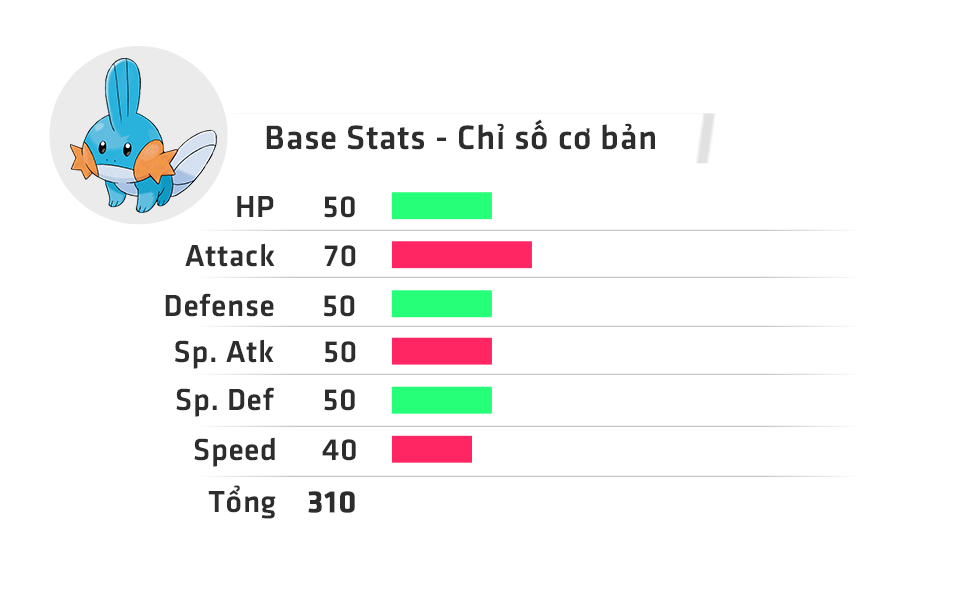 Base Stats - Chỉ số cơ bản
HP 50
Attack 70
Defense 50
Sp. Atk 50
Sp. Def 50
Speed 40
Tổng 310